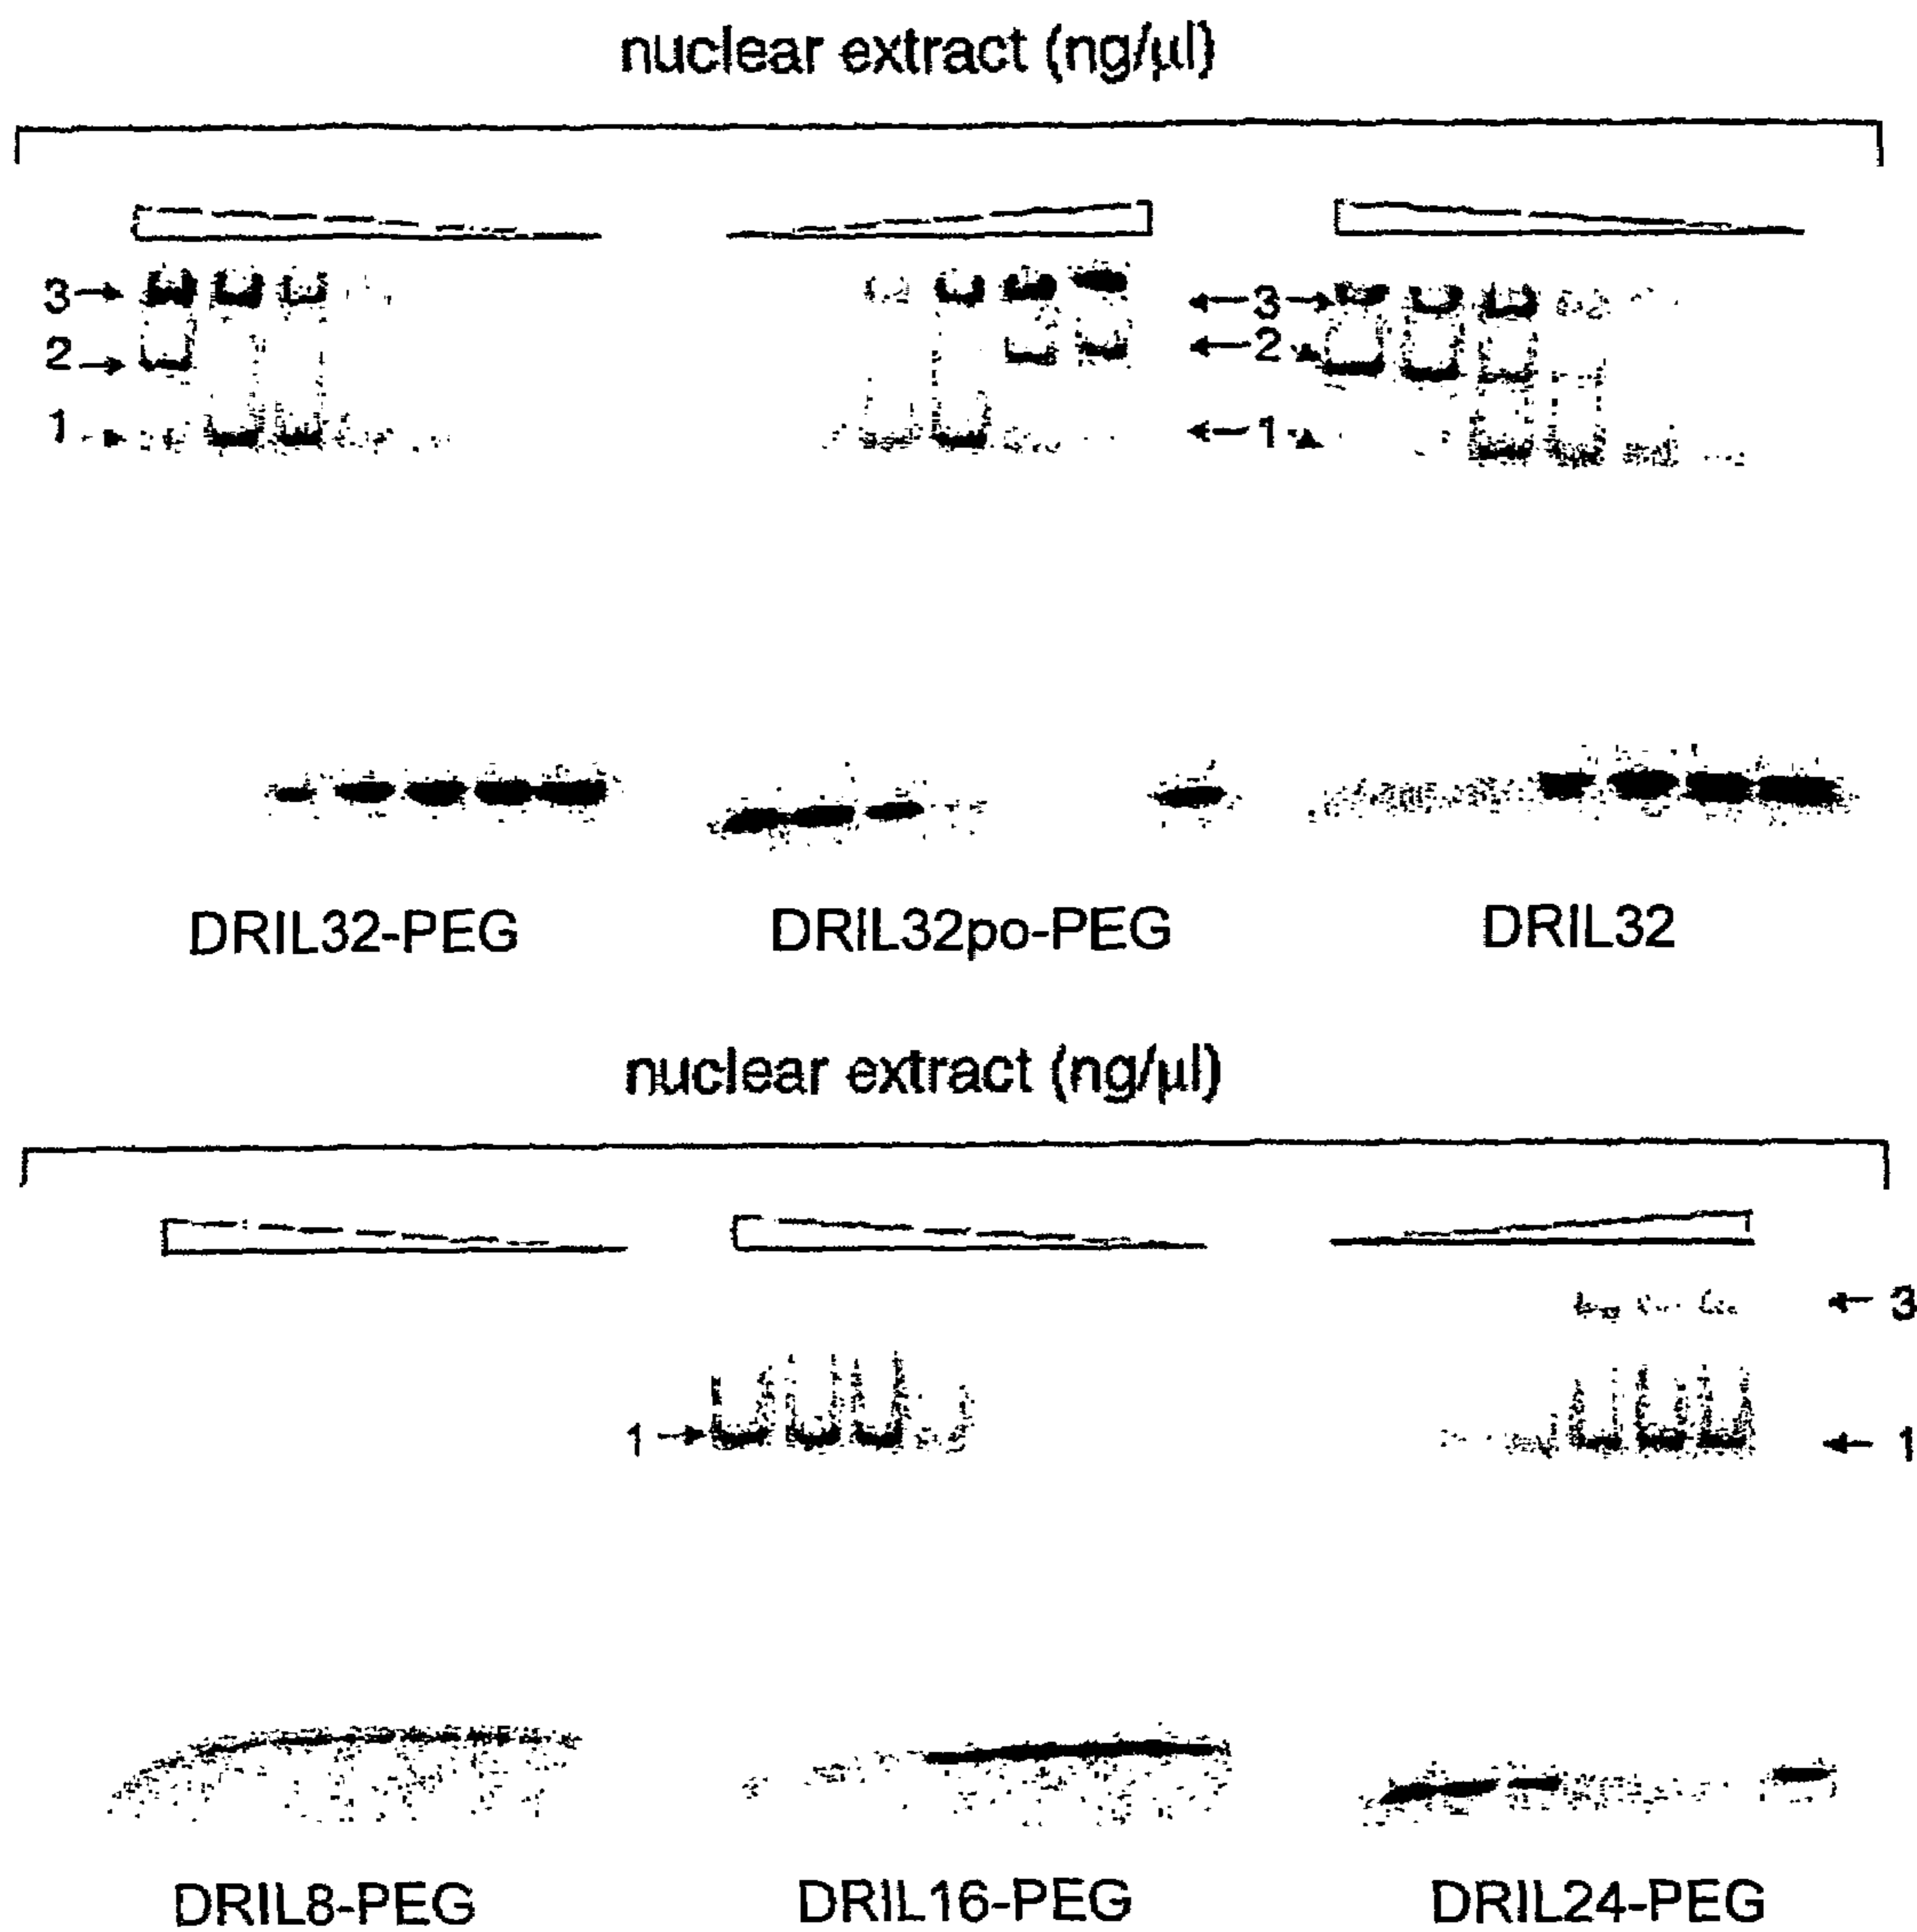 nuclear extract (ng/µl)
3
2
1
3
2
1
DRIL32-PEG DRIL32po-PEG DRIL32
nuclear extract (ng/µl)
3
1
1
DRIL8-PEG DRIL16-PEG DRIL24-PEG